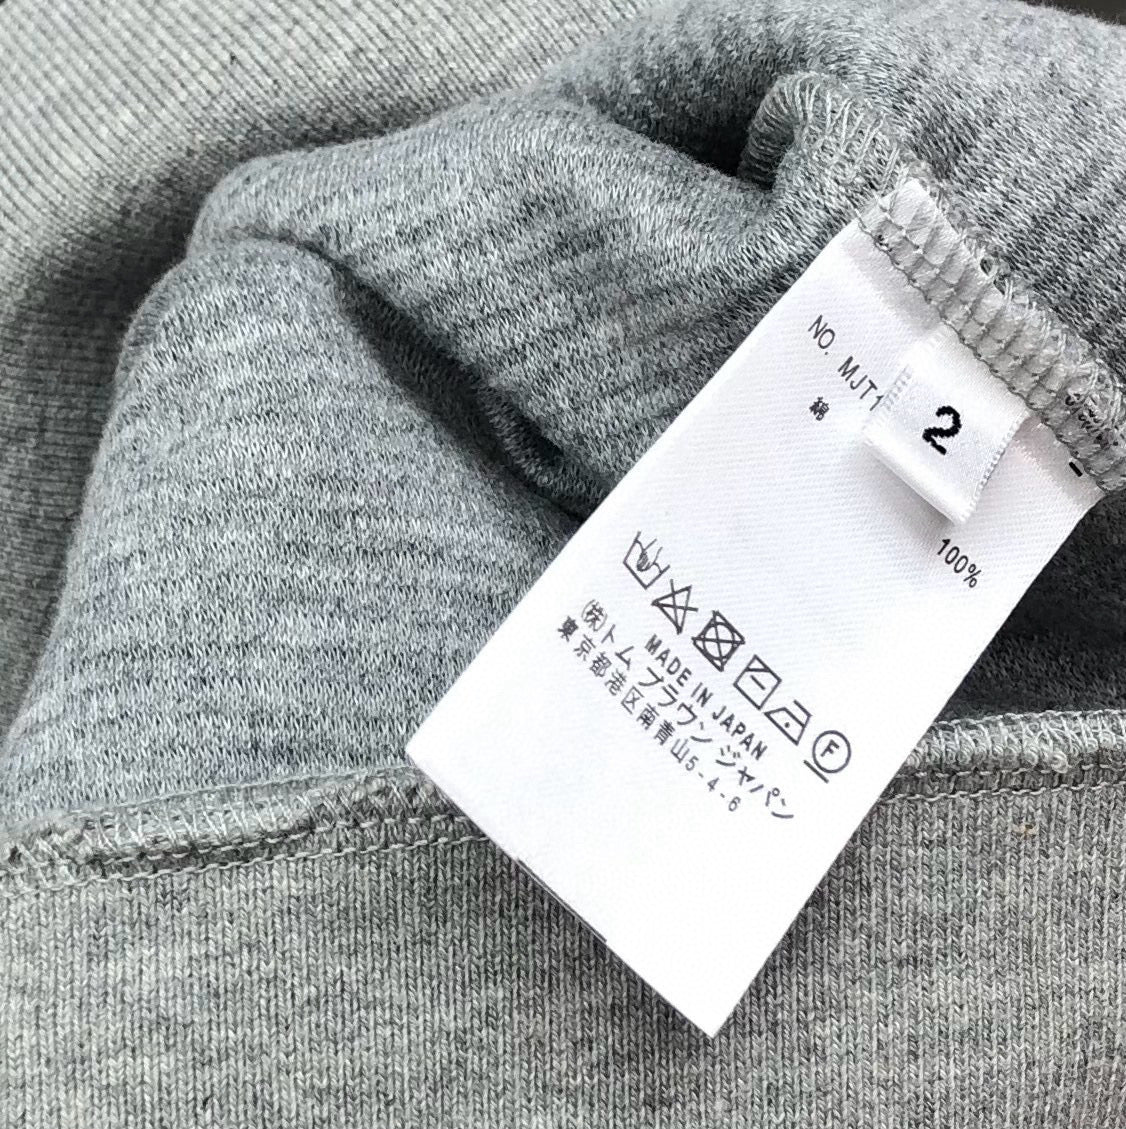 NO. MJT
2
綿
100%
F
MADE IN JAPAN
(株)トム ブラウン ジャパン
東京都港区南青山5-4-6